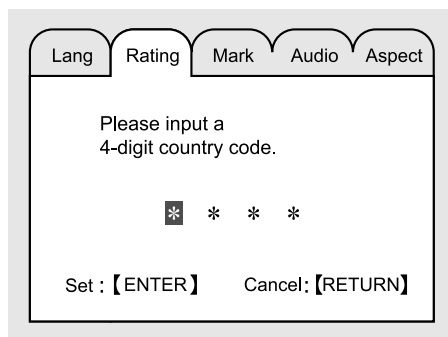 Lang Rating Mark Audio Aspect
Please input a
4-digit country code.
* * * *
Set :【ENTER】 Cancel:【RETURN】